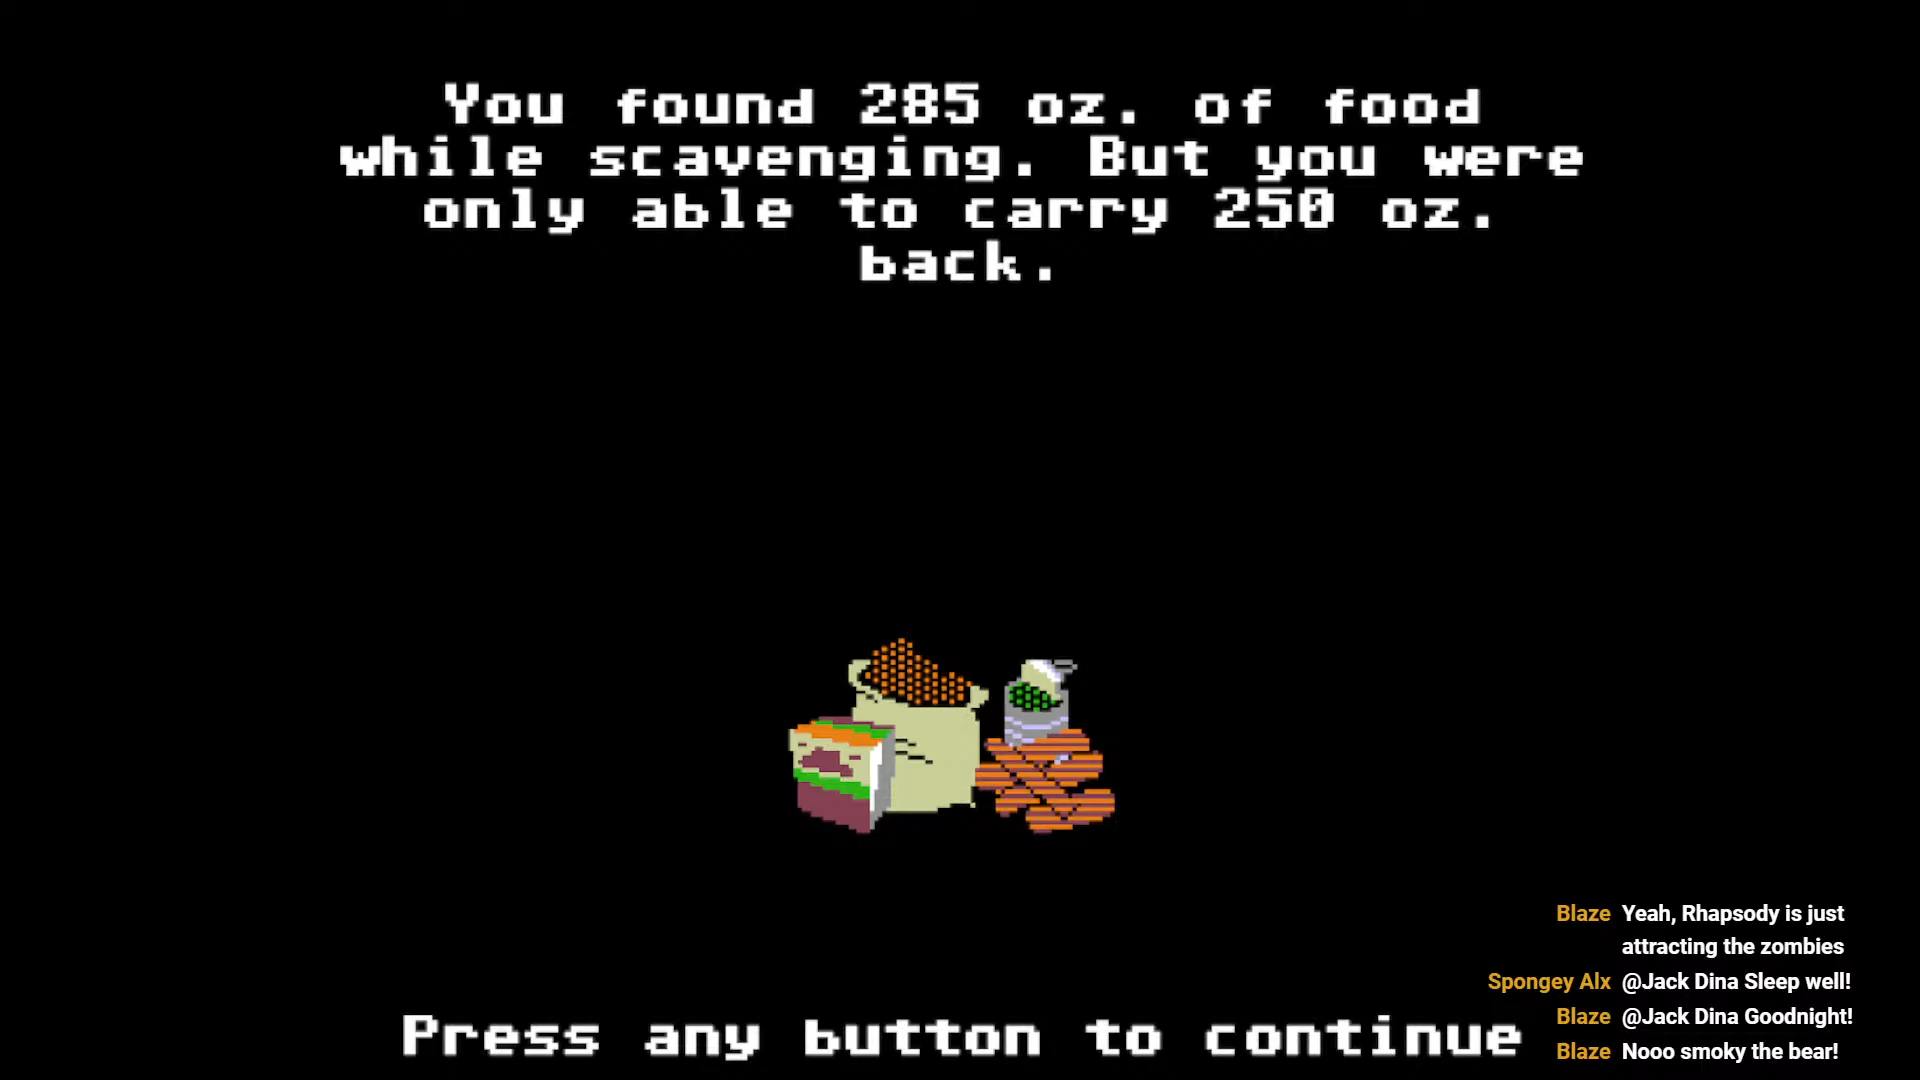 You found 285 oz. of food
while scavenging. But you were
only able to carry 250 oz.
back.
Press any button to continue
Blaze Yeah, Rhapsody is just
attracting the zombies
Spongey Alx @Jack Dina Sleep well!
Blaze @Jack Dina Goodnight!
Blaze Nooo smoky the bear!